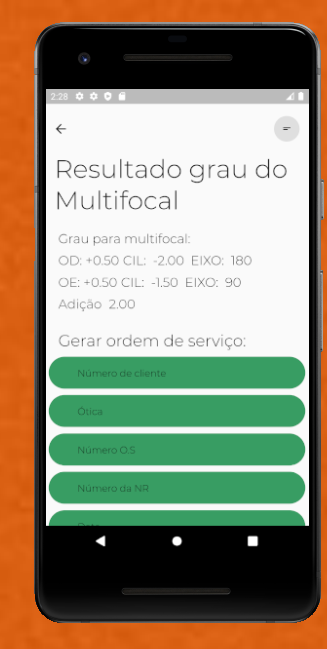 2:28
Resultado grau do
Multifocal
Grau para multifocal:
OD: +0.50 CIL: -2.00 EIXO: 180
OE: +0.50 CIL: -1.50 EIXO: 90
Adição 2.00
Gerar ordem de serviço:
Número de cliente
Ótica
Número O.S
Número da NR